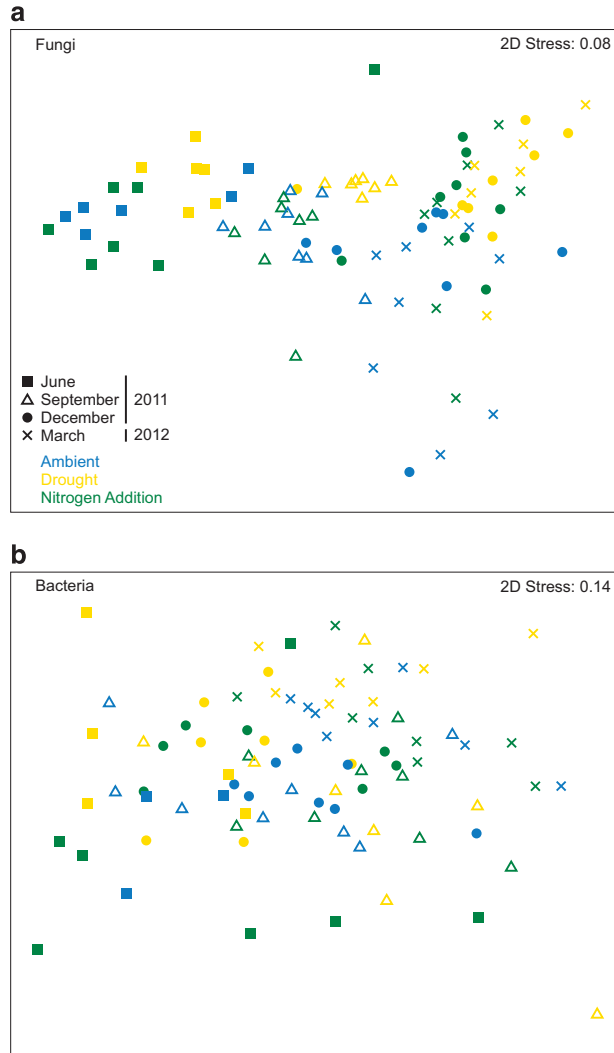 a
Fungi 2D Stress: 0.08
June
September 2011
December
March 2012
Ambient
Drought
Nitrogen Addition
b
Bacteria 2D Stress: 0.14